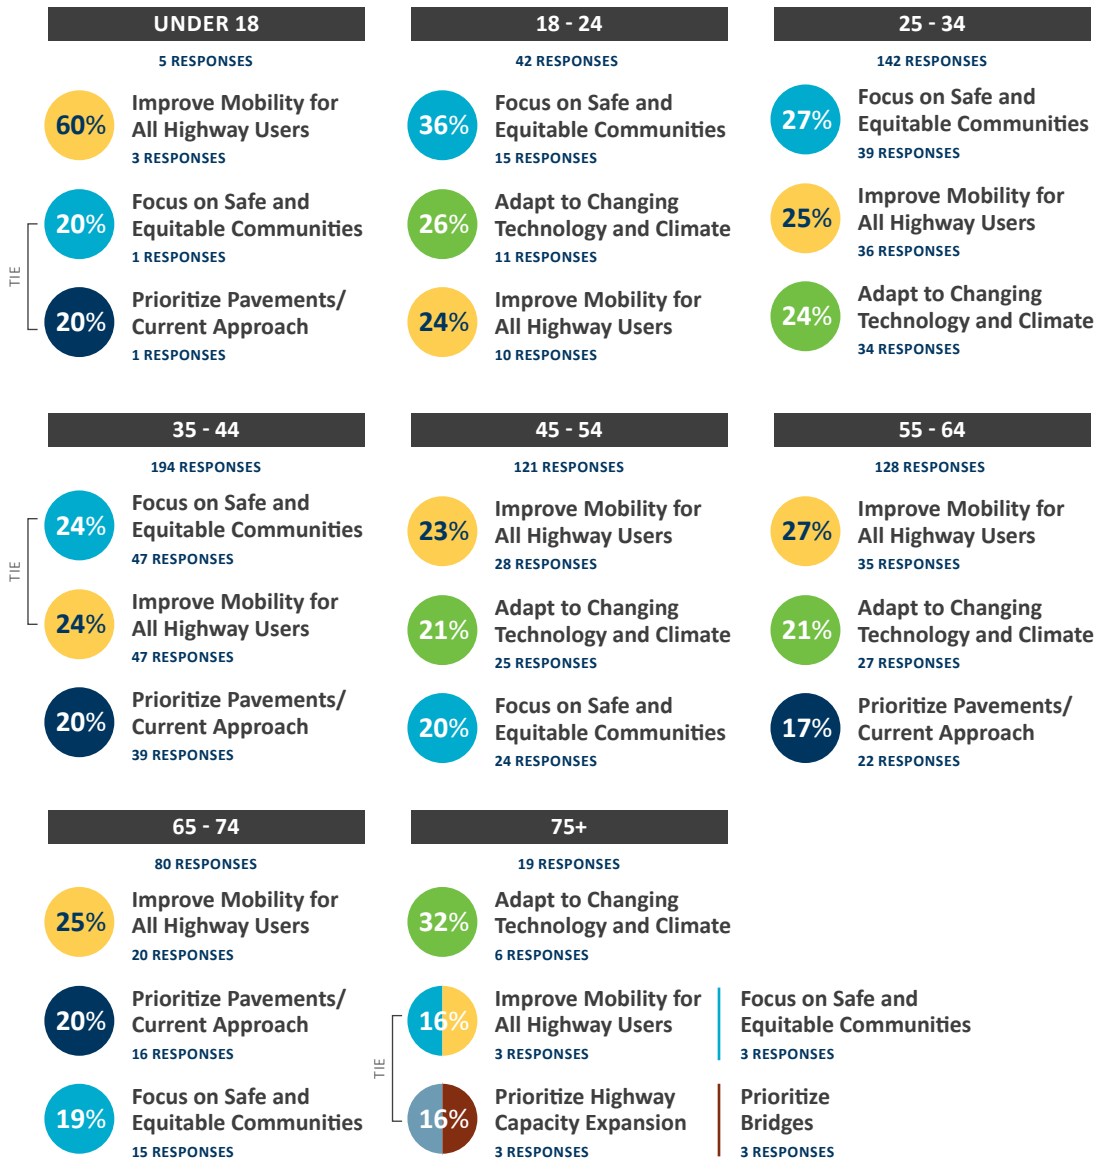 UNDER 18
5 RESPONSES
60%
Improve Mobility for
All Highway Users
3 RESPONSES
TIE
20%
Focus on Safe and
Equitable Communities
1 RESPONSES
20%
Prioritize Pavements/
Current Approach
1 RESPONSES
18 - 24
42 RESPONSES
36%
Focus on Safe and
Equitable Communities
15 RESPONSES
26%
Adapt to Changing
Technology and Climate
11 RESPONSES
24%
Improve Mobility for
All Highway Users
10 RESPONSES
25 - 34
142 RESPONSES
27%
Focus on Safe and
Equitable Communities
39 RESPONSES
25%
Improve Mobility for
All Highway Users
36 RESPONSES
24%
Adapt to Changing
Technology and Climate
34 RESPONSES
35 - 44
194 RESPONSES
TIE
24%
Focus on Safe and
Equitable Communities
47 RESPONSES
24%
Improve Mobility for
All Highway Users
47 RESPONSES
20%
Prioritize Pavements/
Current Approach
39 RESPONSES
45 - 54
121 RESPONSES
23%
Improve Mobility for
All Highway Users
28 RESPONSES
21%
Adapt to Changing
Technology and Climate
25 RESPONSES
20%
Focus on Safe and
Equitable Communities
24 RESPONSES
55 - 64
128 RESPONSES
27%
Improve Mobility for
All Highway Users
35 RESPONSES
21%
Adapt to Changing
Technology and Climate
27 RESPONSES
17%
Prioritize Pavements/
Current Approach
22 RESPONSES
65 - 74
80 RESPONSES
25%
Improve Mobility for
All Highway Users
20 RESPONSES
20%
Prioritize Pavements/
Current Approach
16 RESPONSES
19%
Focus on Safe and
Equitable Communities
15 RESPONSES
75+
19 RESPONSES
32%
Adapt to Changing
Technology and Climate
6 RESPONSES
TIE
16%
Improve Mobility for
All Highway Users
3 RESPONSES
Focus on Safe and
Equitable Communities
3 RESPONSES
16%
Prioritize Highway
Capacity Expansion
3 RESPONSES
Prioritize
Bridges
3 RESPONSES